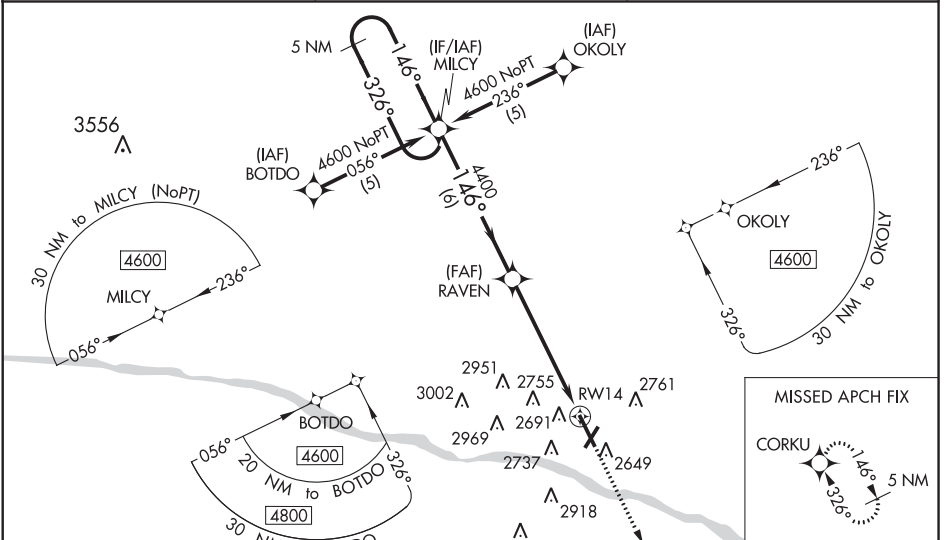 (IAF)
OKOLY
(IF/IAF)
MILCY
5 NM
146°
326°
4600 NoPT
236°
(5)
3556
(IAF)
BOTDO
4600 NoPT
056°
(5)
4400
146°
(6)
30 NM to MILCY (NoPT)
4600
MILCY
236°
056°
(FAF)
RAVEN
236°
OKOLY
4600
326°
30 NM to OKOLY
2951
2755
RW14
2761
3002
2691
2969
2737
2649
2918
BOTDO
056°
4600
326°
20 NM to BOTDO
4800
30 NM
MISSED APCH FIX
CORKU
146°
326°
5 NM